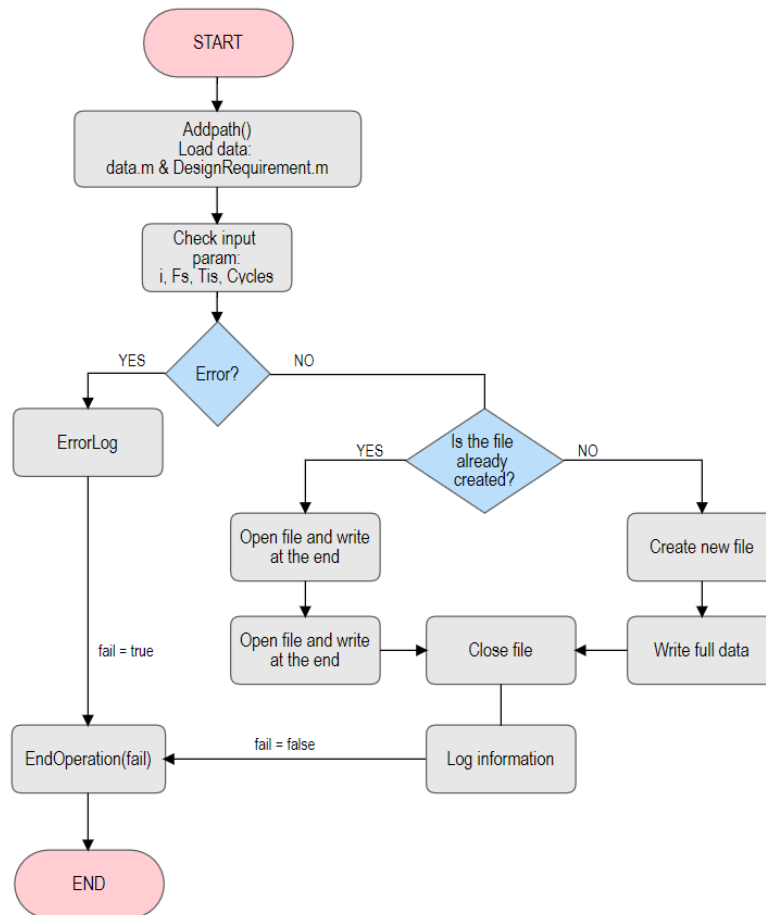 START
Addpath()
Load data:
data.m & DesignRequirement.m
Check input
param:
i, Fs, Tis, Cycles
Error?
YES
NO
ErrorLog
Is the file
already
created?
YES
NO
Open file and write
at the end
Create new file
Open file and write
at the end
Close file
Write full data
fail = true
EndOperation(fail)
fail = false
Log information
END